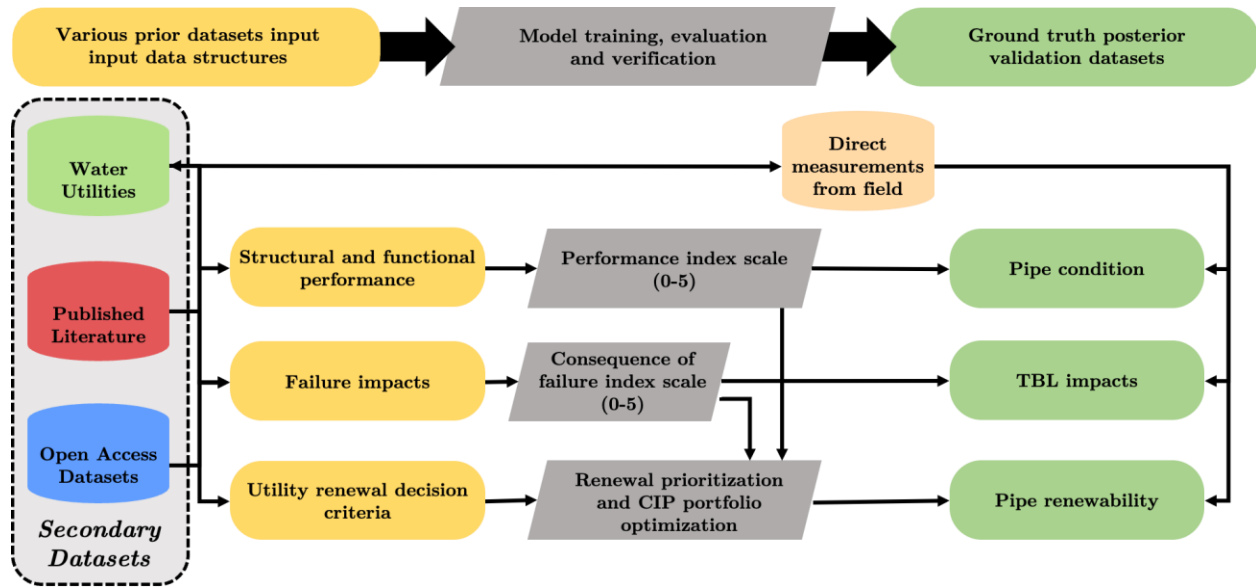 Various prior datasets input
input data structures
Model training, evaluation
and verification
Ground truth posterior
validation datasets
Water
Utilities
Direct
measurements
from field
Structural and functional
performance
Performance index scale
(0-5)
Pipe condition
Published
Literature
Failure impacts
Consequence of
failure index scale
(0-5)
TBL impacts
Open Access
Datasets
Utility renewal decision
criteria
Renewal prioritization
and CIP portfolio
optimization
Pipe renewability
Secondary
Datasets